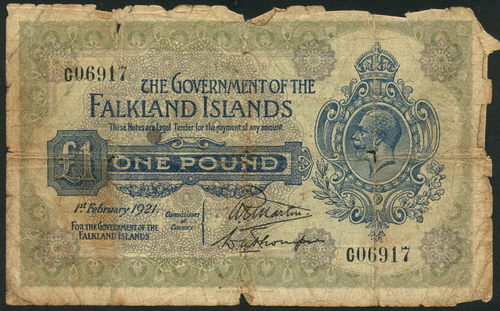 C06917
THE GOVERNMENT OF THE
FALKLAND ISLANDS
These Notes are Legal Tender for the payment of any amount.
£1 ONE POUND
1st February 1921.
Commissioners
of
Currency
FOR THE GOVERNMENT OF THE
FALKLAND ISLANDS
C06917